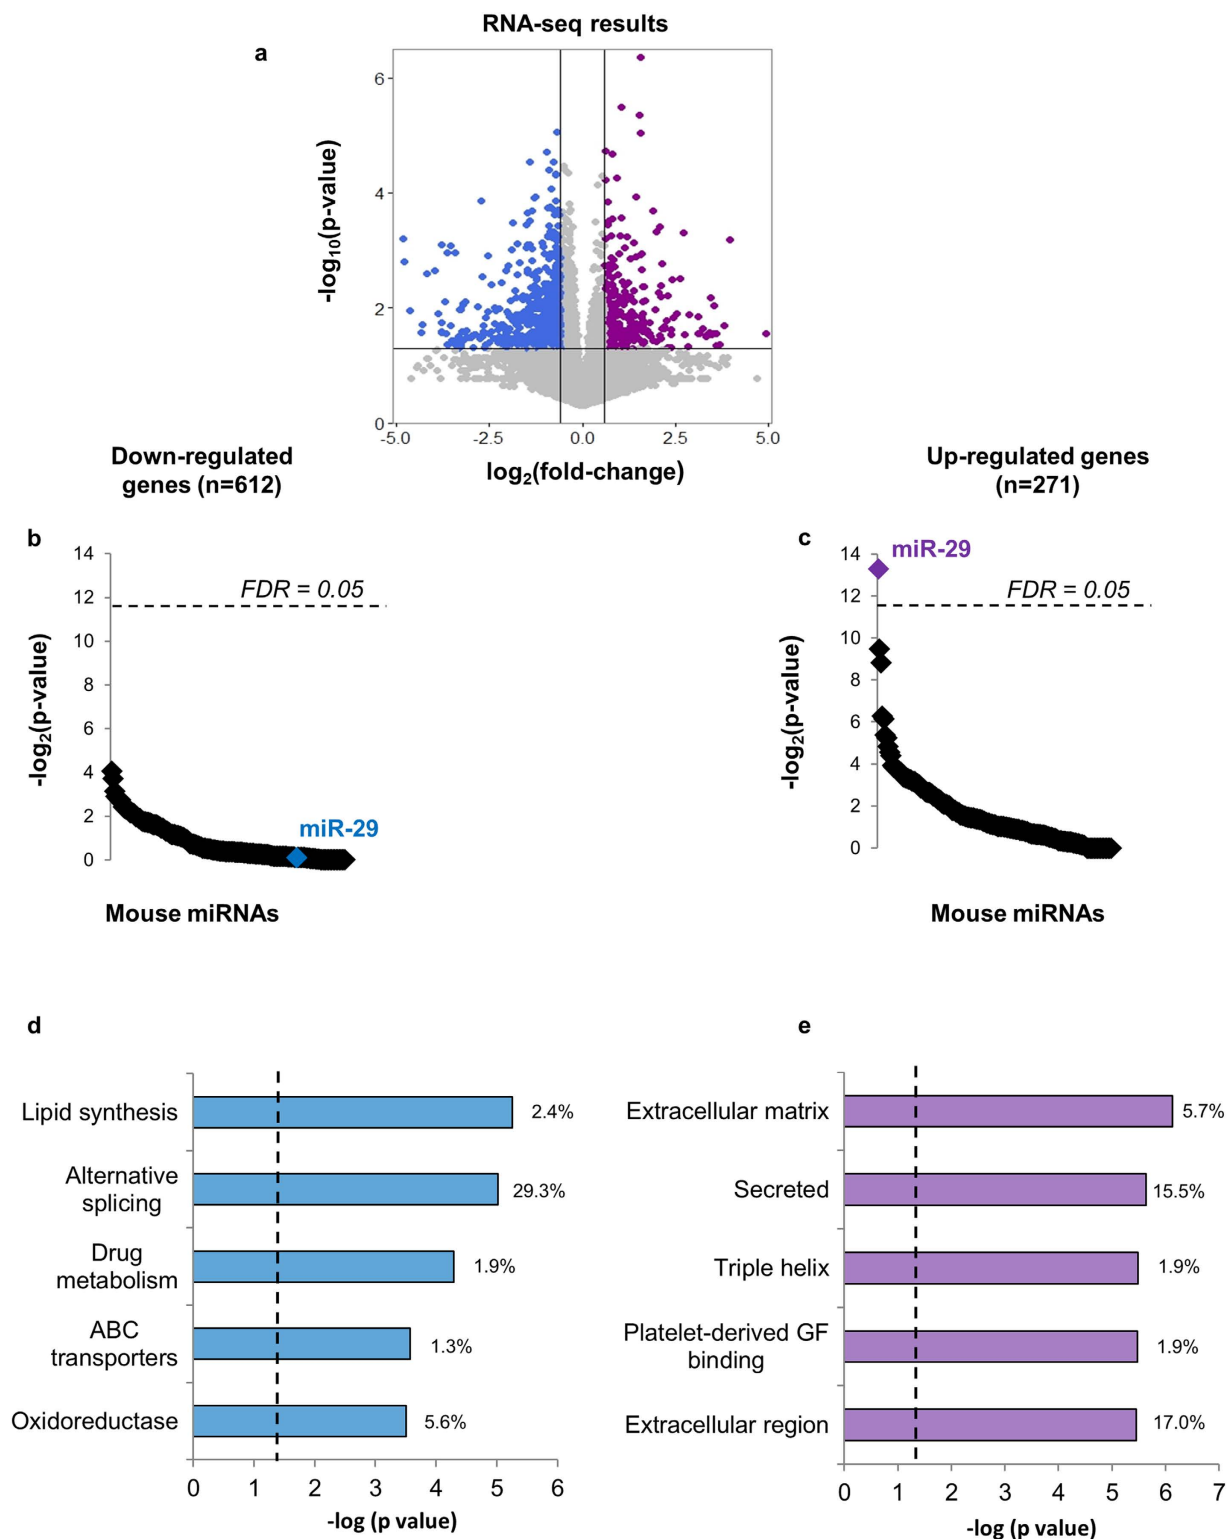 RNA-seq results
a
-log10(p-value)
6
4
2
0
-5.0 -2.5 0.0 2.5 5.0
log2(fold-change)
Down-regulated
genes (n=612)
Up-regulated genes
(n=271)
b
-log2(p-value)
14
12
10
8
6
4
2
0
FDR = 0.05
miR-29
Mouse miRNAs
c
-log2(p-value)
14
12
10
8
6
4
2
0
miR-29
FDR = 0.05
Mouse miRNAs
d
Lipid synthesis
2.4%
Alternative
splicing
29.3%
Drug
metabolism
1.9%
ABC
transporters
1.3%
Oxidoreductase
5.6%
0 1 2 3 4 5 6
-log (p value)
e
Extracellular matrix
5.7%
Secreted
15.5%
Triple helix
1.9%
Platelet-derived GF
binding
1.9%
Extracellular region
17.0%
0 1 2 3 4 5 6 7
-log (p value)